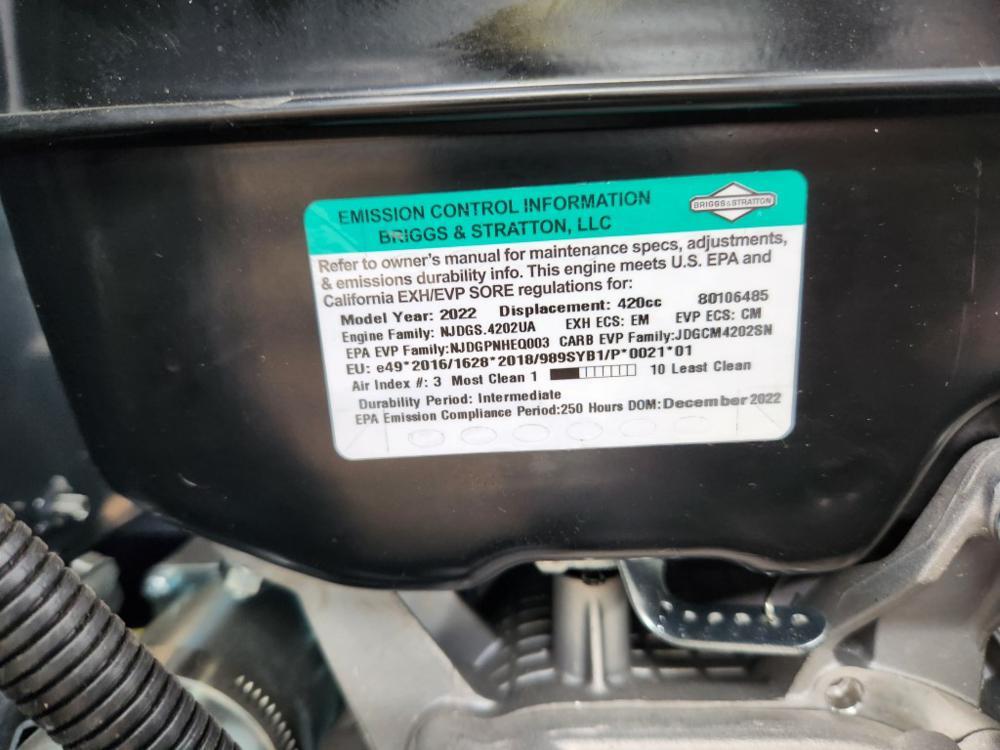 EMISSION CONTROL INFORMATION
BRIGGS & STRATTON, LLC
BRIGGS & STRATTON
Refer to owner's manual for maintenance specs, adjustments,
& emissions durability info. This engine meets U.S. EPA and
California EXH/EVP SORE regulations for:
Model Year: 2022 Displacement: 420cc 80106485
Engine Family: NJDGS.4202UA EXH ECS: EM EVP ECS: CM
EPA EVP Family:NJDGPNHEQ003 CARB EVP Family:JDGCM4202SN
EU: e49*2016/1628*2018/989SYB1/P*0021*01
Air Index #: 3 Most Clean 1 10 Least Clean
Durability Period: Intermediate
EPA Emission Compliance Period:250 Hours DOM:December 2022